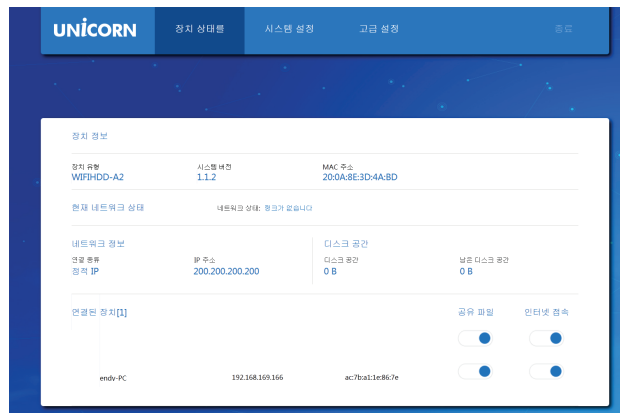 UNiCORN 장치 상태를 시스템 설정 고급 설정 종료
장치 정보
장치 유형 시스템 버전 MAC 주소
WIFIHDD-A2 1.1.2 20:0A:8E:3D:4A:BD
현재 네트워크 상태 네트워크 상태: 링크가 없습니다
네트워크 정보 디스크 공간
연결 종류 IP 주소 디스크 공간 남은 디스크 공간
정적 IP 200.200.200.200 0 B 0 B
연결된 장치[1] 공유 파일 인터넷 접속
endv-PC 192.168.169.166 ac:7b:a1:1e:86:7e